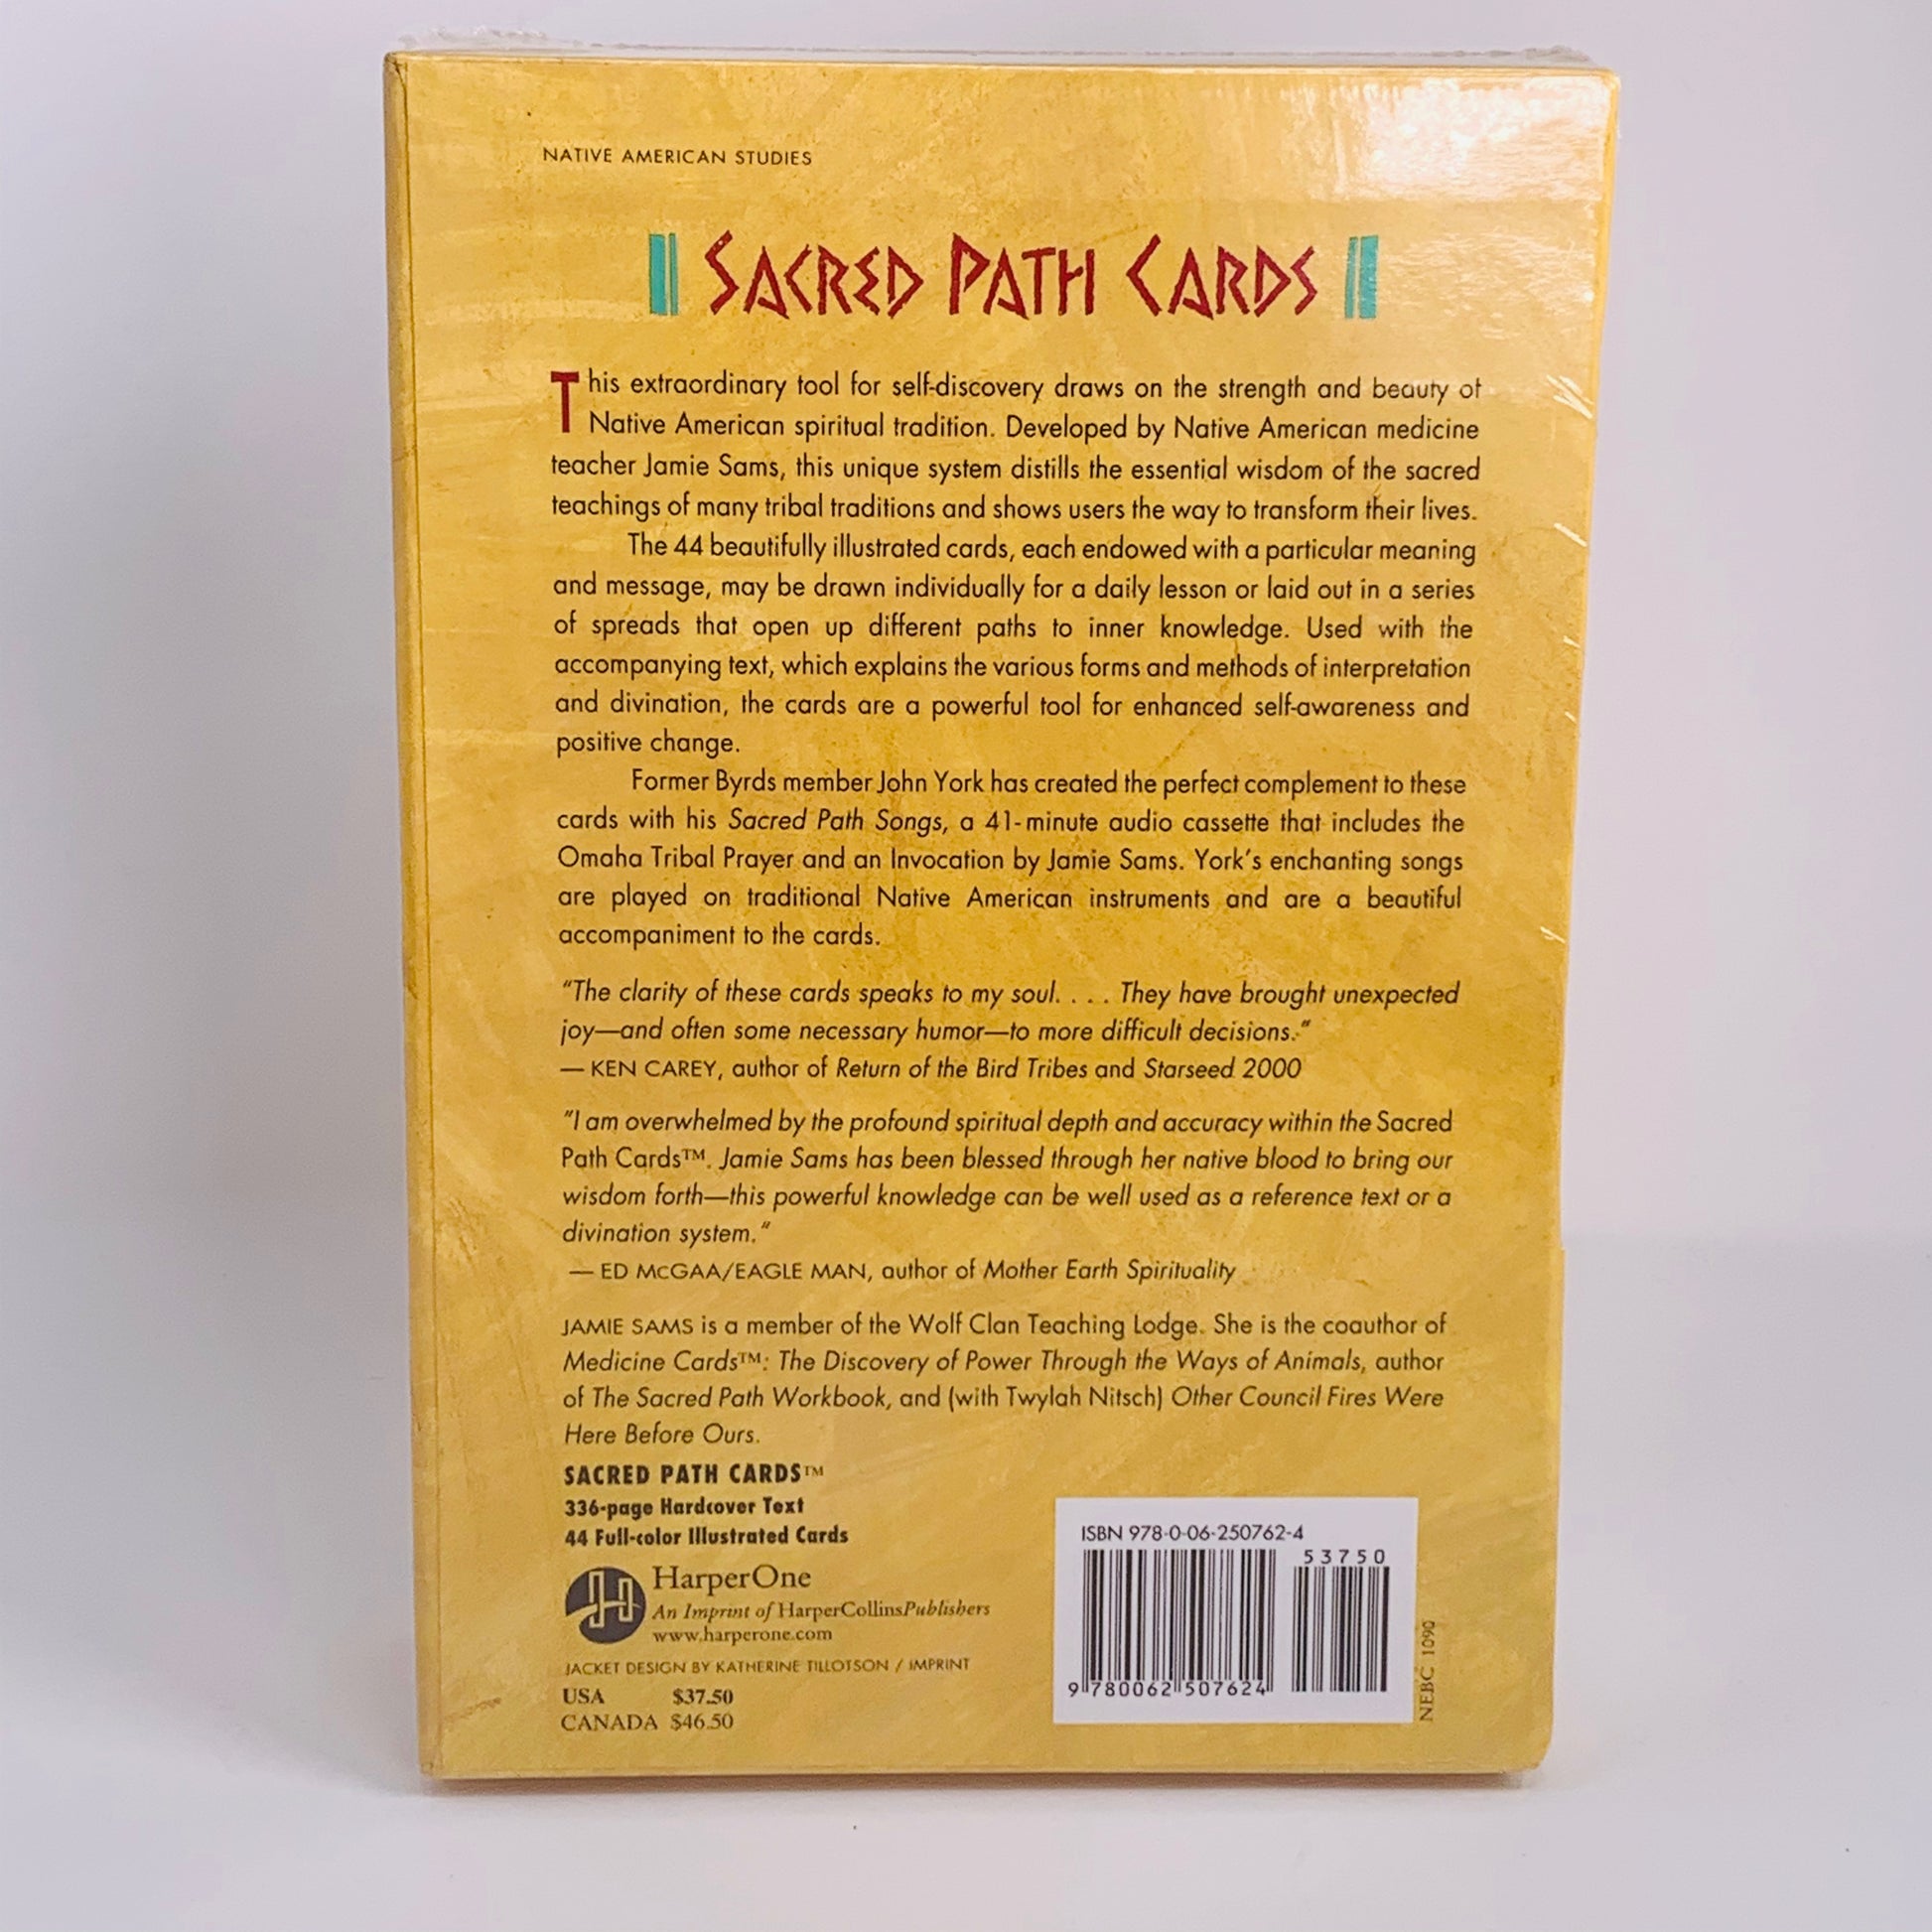 NATIVE AMERICAN STUDIES
SACRED PATH CARDS
This extraordinary tool for self-discovery draws on the strength and beauty of
Native American spiritual tradition. Developed by Native American medicine
teacher Jamie Sams, this unique system distills the essential wisdom of the sacred
teachings of many tribal traditions and shows users the way to transform their lives.
The 44 beautifully illustrated cards, each endowed with a particular meaning
and message, may be drawn individually for a daily lesson or laid out in a series
of spreads that open up different paths to inner knowledge. Used with the
accompanying text, which explains the various forms and methods of interpretation
and divination, the cards are a powerful tool for enhanced self-awareness and
positive change.
Former Byrds member John York has created the perfect complement to these
cards with his Sacred Path Songs, a 41-minute audio cassette that includes the
Omaha Tribal Prayer and an Invocation by Jamie Sams. York's enchanting songs
are played on traditional Native American instruments and are a beautiful
accompaniment to the cards.
"The clarity of these cards speaks to my soul. . . . They have brought unexpected
joy—and often some necessary humor—to more difficult decisions."
— KEN CAREY, author of Return of the Bird Tribes and Starseed 2000
"I am overwhelmed by the profound spiritual depth and accuracy within the Sacred
Path Cards™. Jamie Sams has been blessed through her native blood to bring our
wisdom forth—this powerful knowledge can be well used as a reference text or a
divination system."
— ED McGAA/EAGLE MAN, author of Mother Earth Spirituality
JAMIE SAMS is a member of the Wolf Clan Teaching Lodge. She is the coauthor of
Medicine Cards™: The Discovery of Power Through the Ways of Animals, author
of The Sacred Path Workbook, and (with Twylah Nitsch) Other Council Fires Were
Here Before Ours.
SACRED PATH CARDS™
336-page Hardcover Text
44 Full-color Illustrated Cards
HarperOne
An Imprint of HarperCollinsPublishers
www.harperone.com
JACKET DESIGN BY KATHERINE TILLOTSON / IMPRINT
USA $37.50
CANADA $46.50
ISBN 978-0-06-250762-4
53750
9 780062 507624
NEBC 1090